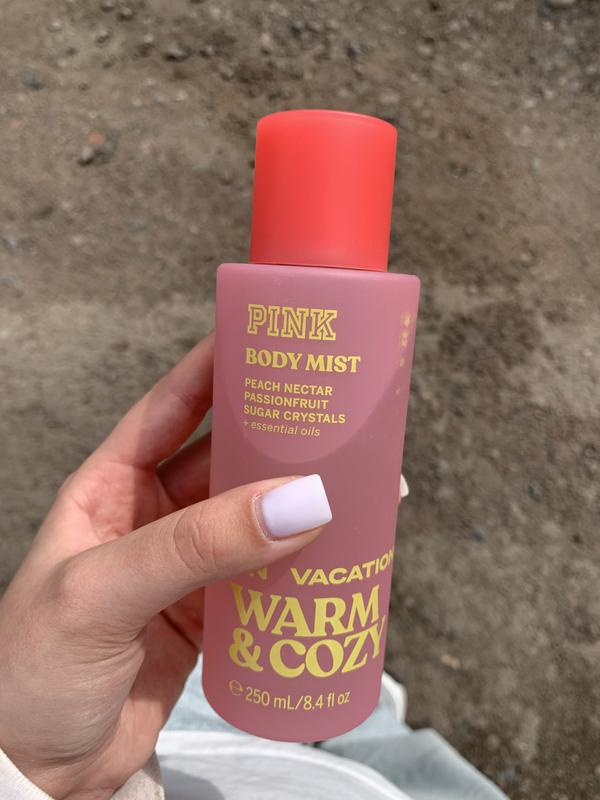 PINK
BODY MIST
PEACH NECTAR
PASSIONFRUIT
SUGAR CRYSTALS
+ essential oils
VACATION
WARM
& COZY
℮ 250 mL/8.4 fl oz